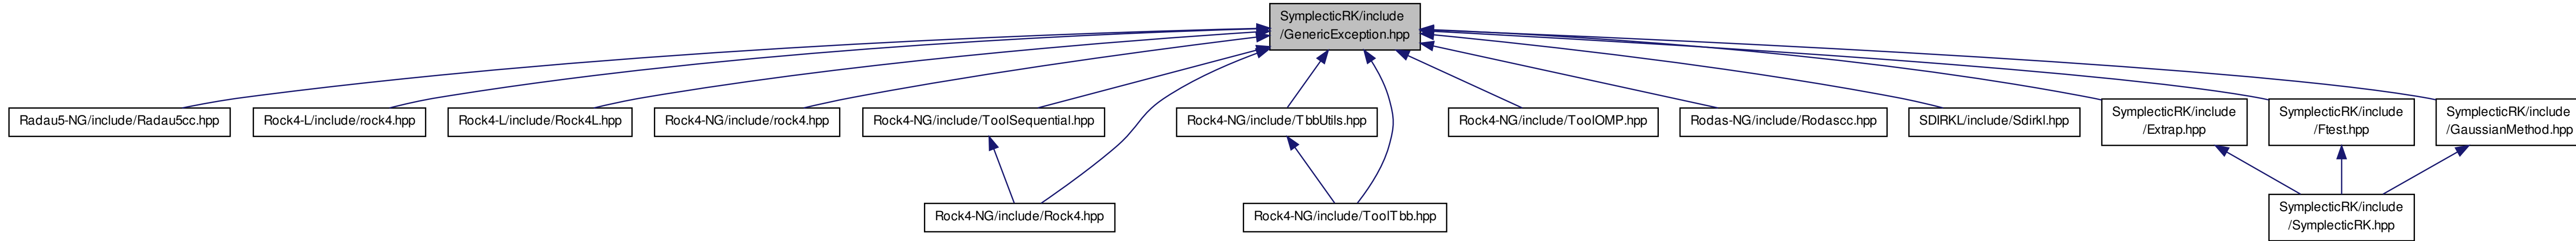 SymplecticRK/include
/GenericException.hpp
Radau5-NG/include/Radau5cc.hpp
Rock4-L/include/rock4.hpp
Rock4-L/include/Rock4L.hpp
Rock4-NG/include/rock4.hpp
Rock4-NG/include/ToolSequential.hpp
Rock4-NG/include/TbbUtils.hpp
Rock4-NG/include/ToolOMP.hpp
Rodas-NG/include/Rodascc.hpp
SDIRKL/include/Sdirkl.hpp
SymplecticRK/include
/Extrap.hpp
SymplecticRK/include
/Ftest.hpp
SymplecticRK/include
/GaussianMethod.hpp
Rock4-NG/include/Rock4.hpp
Rock4-NG/include/ToolTbb.hpp
SymplecticRK/include
/SymplecticRK.hpp